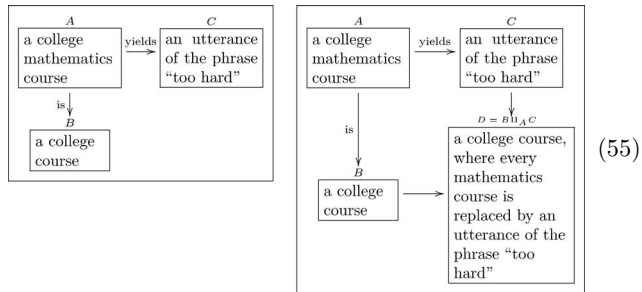 A
a college
mathematics
course
yields
C
an utterance
of the phrase
“too hard”
is
B
a college
course
A
a college
mathematics
course
yields
C
an utterance
of the phrase
“too hard”
is
B
a college
course
D = B ⨿A C
a college course,
where every
mathematics
course is
replaced by an
utterance of the
phrase “too
hard”
(55)